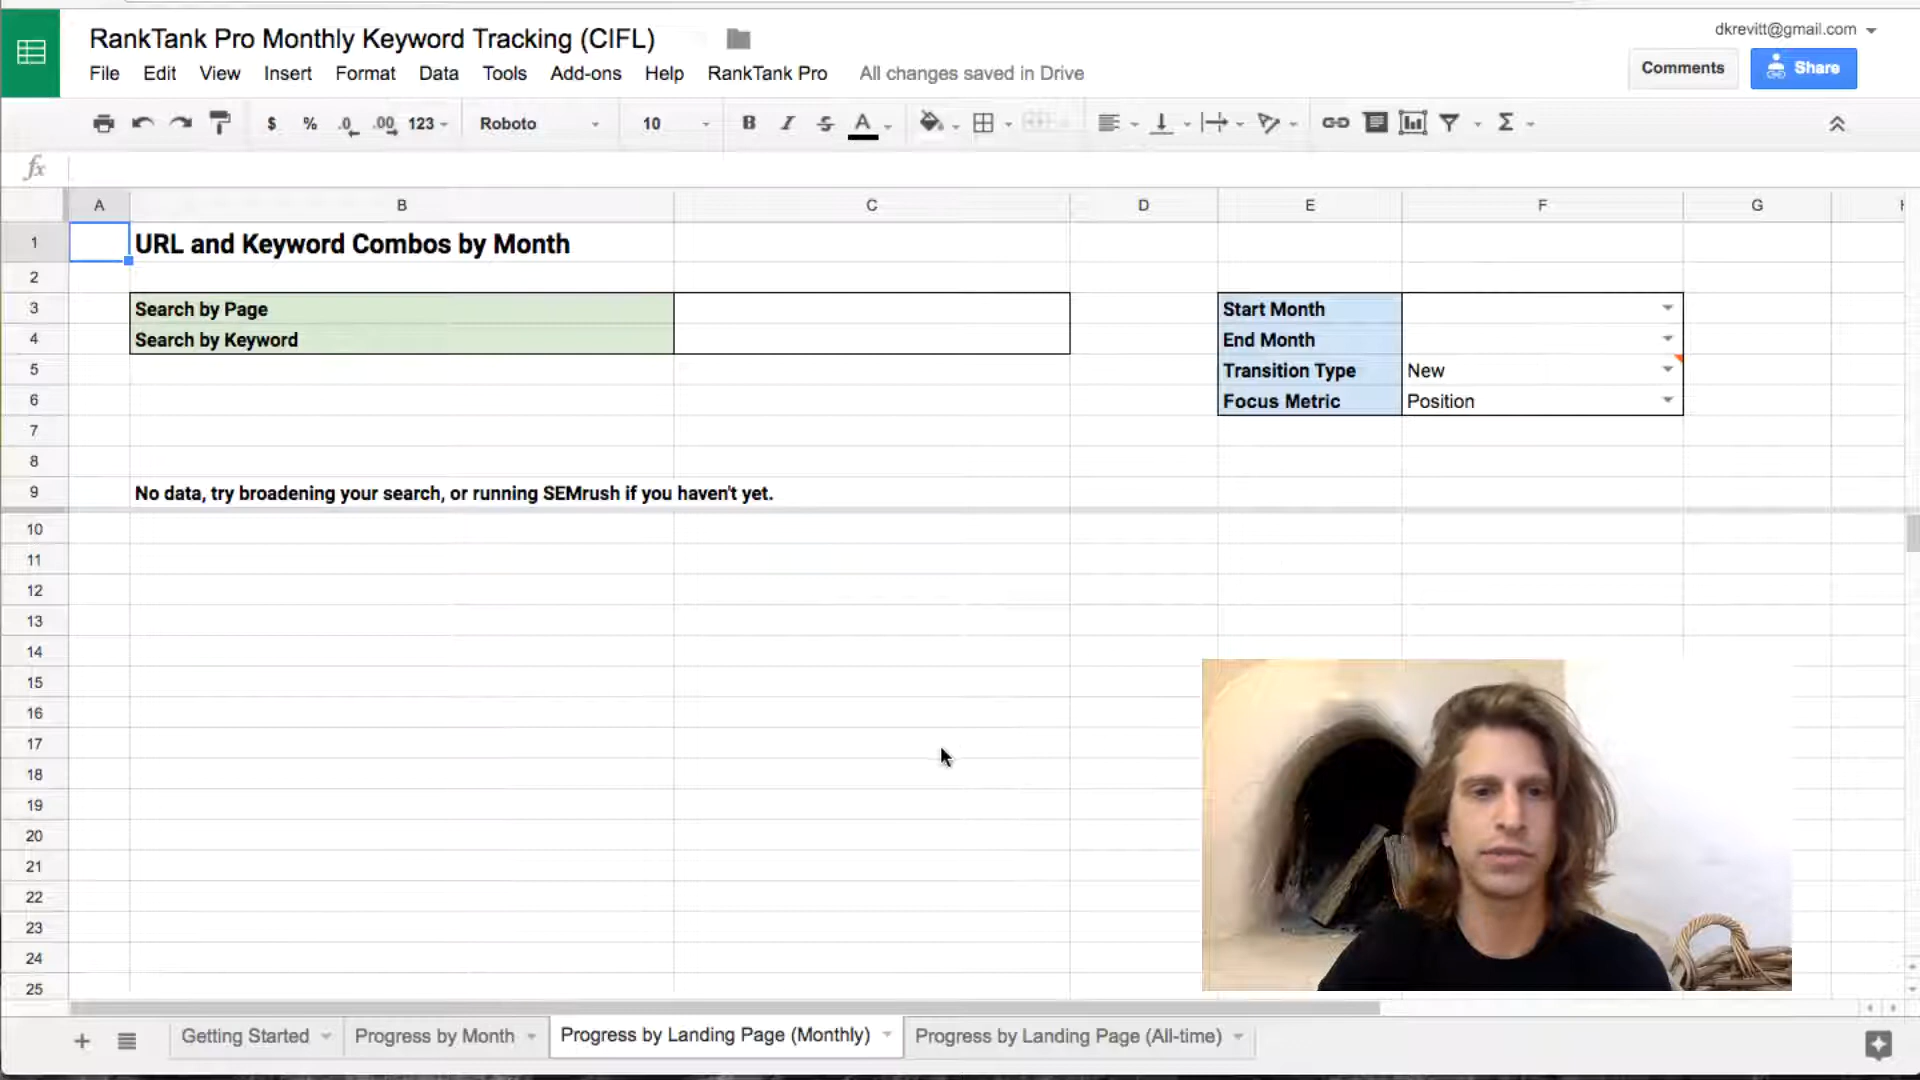 RankTank Pro Monthly Keyword Tracking (CIFL)
dkrevitt@gmail.com
File Edit View Insert Format Data Tools Add-ons Help RankTank Pro All changes saved in Drive
Comments Share
$ % .0 .00 123 Roboto 10 B I S A Σ
fx
A B C D E F G
1 URL and Keyword Combos by Month
2
3 Search by Page Start Month
4 Search by Keyword End Month
5 Transition Type New
6 Focus Metric Position
7
8
9 No data, try broadening your search, or running SEMrush if you haven't yet.
10
11
12
13
14
15
16
17
18
19
20
21
22
23
24
25
+ Getting Started Progress by Month Progress by Landing Page (Monthly) Progress by Landing Page (All-time)